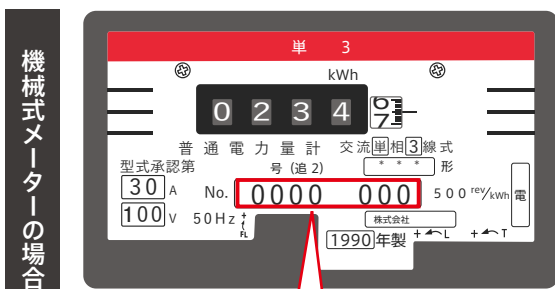 機械式メーターの場合
単 3
kWh
0 2 3 4 6 7
普通電力量計 交流単相3線式
型式承認第 号 (追 2) *** 形
30 A No. 0000 000 500 rev/kWh 電
100 V 50Hz 株式会社
FL 1990年製 + L + T